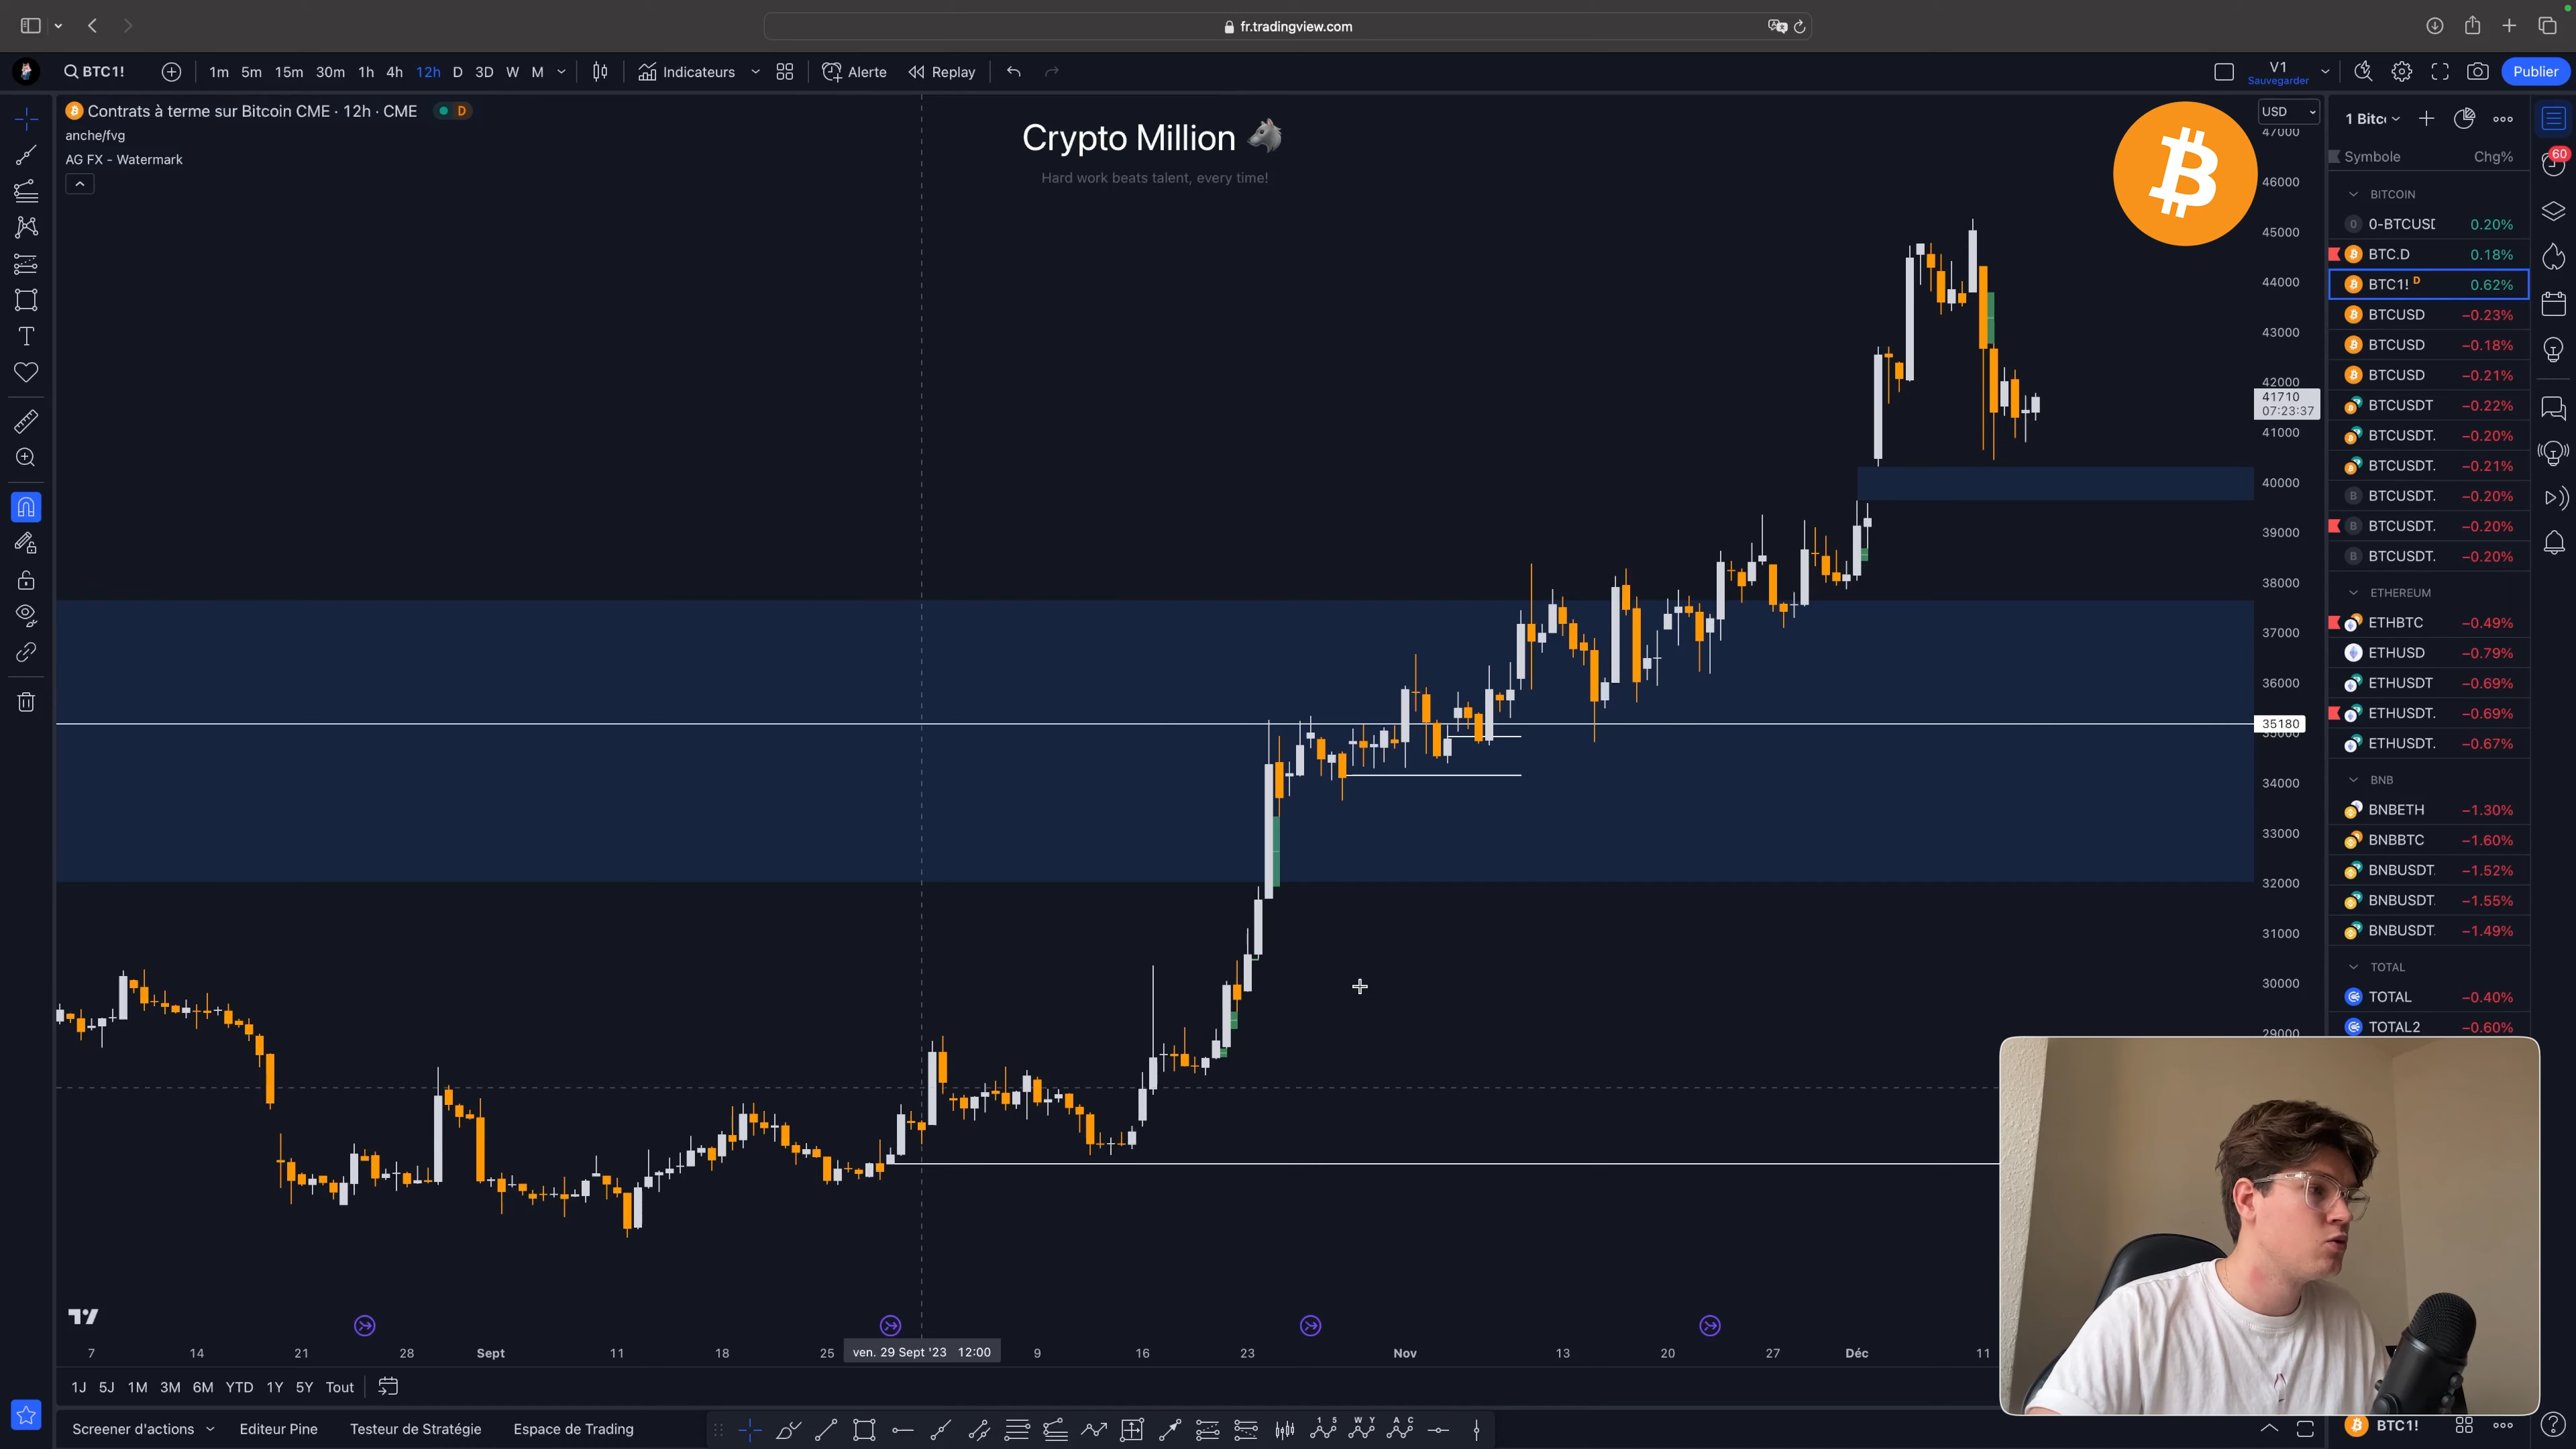 fr.tradingview.com
BTC1! 1m 5m 15m 30m 1h 4h 12h D 3D W M Indicateurs Alerte Replay V1 Sauvegarder Publier
Contrats à terme sur Bitcoin CME · 12h · CME D
anche/fvg
AG FX - Watermark
Crypto Million
Hard work beats talent, every time!
USD
47000
46000
45000
44000
43000
42000
41710
07:23:37
41000
40000
39000
38000
37000
36000
35180
35000
34000
33000
32000
31000
30000
29000
1 Bitc
60
Symbole Chg%
BITCOIN
0-BTCUSD 0.20%
BTC.D 0.18%
BTC1! D 0.62%
BTCUSD −0.23%
BTCUSD −0.18%
BTCUSD −0.21%
BTCUSDT −0.22%
BTCUSDT. −0.20%
BTCUSDT. −0.21%
BTCUSDT. −0.20%
BTCUSDT. −0.20%
BTCUSDT. −0.20%
ETHEREUM
ETHBTC −0.49%
ETHUSD −0.79%
ETHUSDT −0.69%
ETHUSDT. −0.69%
ETHUSDT. −0.67%
BNB
BNBETH −1.30%
BNBBTC −1.60%
BNBUSDT −1.52%
BNBUSDT −1.55%
BNBUSDT −1.49%
TOTAL
TOTAL −0.40%
TOTAL2 −0.60%
7 14 21 28 Sept 11 18 25 ven. 29 Sept '23 12:00 9 16 23 Nov 13 20 27 Déc 11
1J 5J 1M 3M 6M YTD 1Y 5Y Tout
Screener d'actions Editeur Pine Testeur de Stratégie Espace de Trading
BTC1!